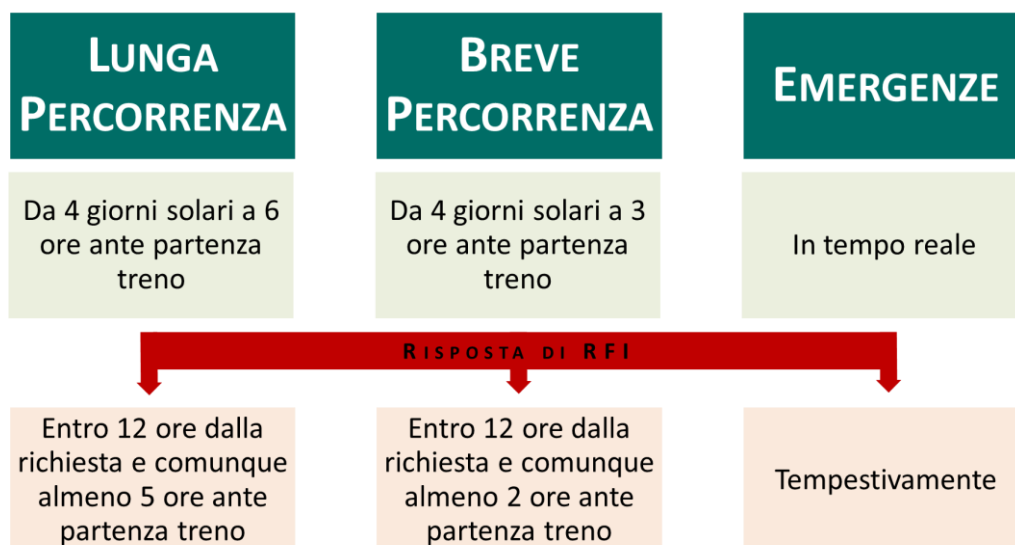 LUNGA
PERCORRENZA
BREVE
PERCORRENZA
EMERGENZE
Da 4 giorni solari a 6
ore ante partenza
treno
Da 4 giorni solari a 3
ore ante partenza
treno
In tempo reale
RISPOSTA DI RFI
Entro 12 ore dalla
richiesta e comunque
almeno 5 ore ante
partenza treno
Entro 12 ore dalla
richiesta e comunque
almeno 2 ore ante
partenza treno
Tempestivamente